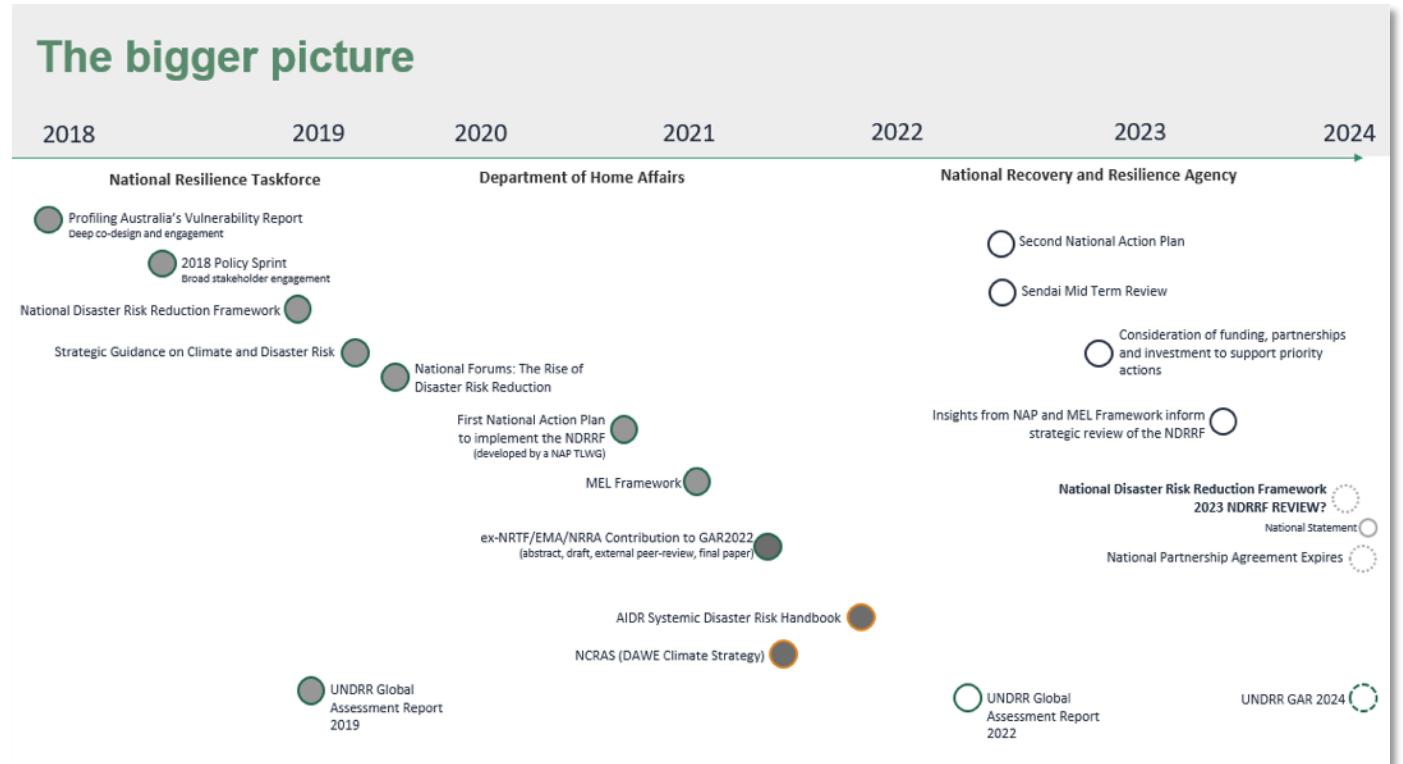 The bigger picture
2018 2019 2020 2021 2022 2023 2024
National Resilience Taskforce
Department of Home Affairs
National Recovery and Resilience Agency
Profiling Australia's Vulnerability Report
Deep co-design and engagement
2018 Policy Sprint
Broad stakeholder engagement
National Disaster Risk Reduction Framework
Strategic Guidance on Climate and Disaster Risk
National Forums: The Rise of
Disaster Risk Reduction
First National Action Plan
to implement the NDRRF
(developed by a NAP TLWG)
MEL Framework
ex-NRTF/EMA/NRRA Contribution to GAR2022
(abstract, draft, external peer-review, final paper)
AIDR Systemic Disaster Risk Handbook
NCRAS (DAWE Climate Strategy)
UNDRR Global
Assessment Report
2019
Second National Action Plan
Sendai Mid Term Review
Consideration of funding, partnerships
and investment to support priority
actions
Insights from NAP and MEL Framework inform
strategic review of the NDRRF
National Disaster Risk Reduction Framework
2023 NDRRF REVIEW?
National Statement
National Partnership Agreement Expires
UNDRR Global
Assessment Report
2022
UNDRR GAR 2024